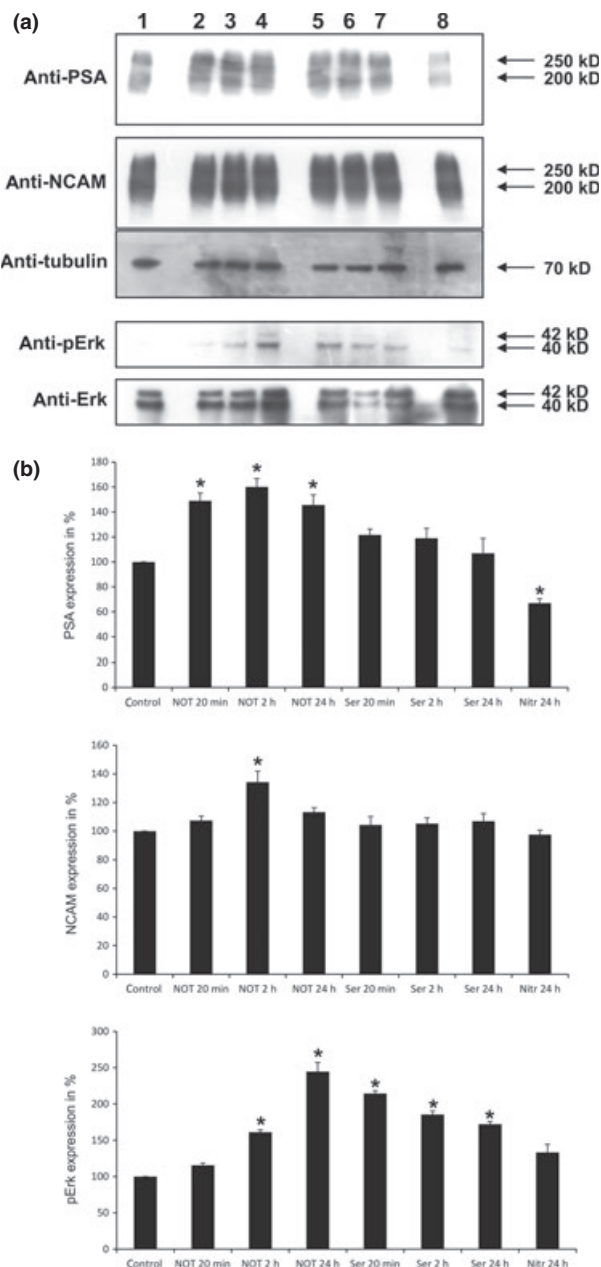 (a)
1 2 3 4 5 6 7 8
Anti-PSA
250 kD
200 kD
Anti-NCAM
250 kD
200 kD
Anti-tubulin
70 kD
Anti-pErk
42 kD
40 kD
Anti-Erk
42 kD
40 kD
(b)
PSA expression in %
180
160
140
120
100
80
60
40
20
0
* * * *
Control NOT 20 min NOT 2 h NOT 24 h Ser 20 min Ser 2 h Ser 24 h Nitr 24 h
NCAM expression in %
160
140
120
100
80
60
40
20
0
*
Control NOT 20 min NOT 2 h NOT 24 h Ser 20 min Ser 2 h Ser 24 h Nitr 24 h
pErk expression in %
300
250
200
150
100
50
0
* * * * *
Control NOT 20 min NOT 2 h NOT 24 h Ser 20 min Ser 2 h Ser 24 h Nitr 24 h